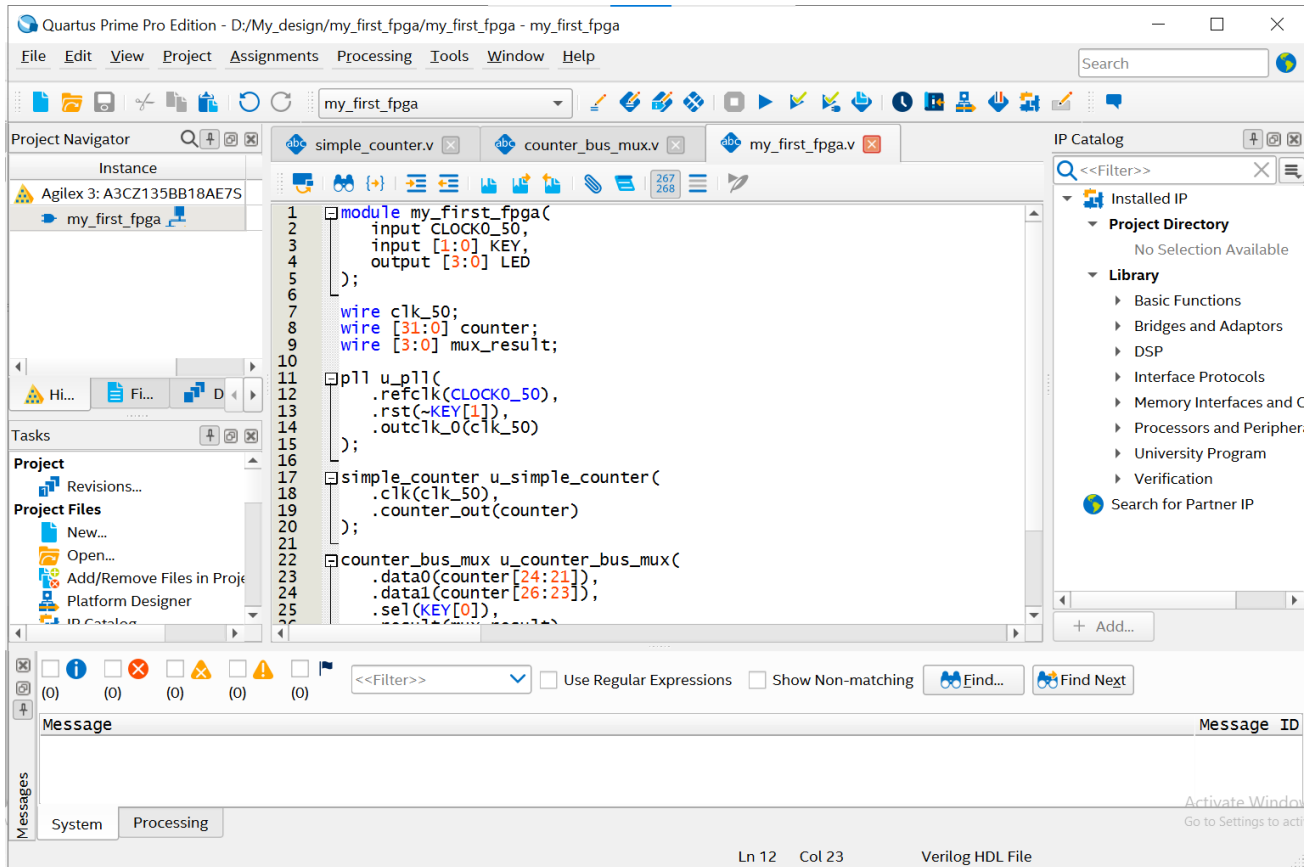 Quartus Prime Pro Edition - D:/My_design/my_first_fpga/my_first_fpga - my_first_fpga
File Edit View Project Assignments Processing Tools Window Help
Search
my_first_fpga
Project Navigator
Instance
Agilex 3: A3CZ135BB18AE7S
my_first_fpga
Hi...
Fi...
D
Tasks
Project
Revisions...
Project Files
New...
Open...
Add/Remove Files in Proje
Platform Designer
IP Catalog
simple_counter.v
counter_bus_mux.v
my_first_fpga.v
267
268
1 module my_first_fpga(
2 input CLOCK0_50,
3 input [1:0] KEY,
4 output [3:0] LED
5 );
6
7 wire clk_50;
8 wire [31:0] counter;
9 wire [3:0] mux_result;
10
11 pll u_pll(
12 .refclk(CLOCK0_50),
13 .rst(~KEY[1]),
14 .outclk_0(clk_50)
15 );
16
17 simple_counter u_simple_counter(
18 .clk(clk_50),
19 .counter_out(counter)
20 );
21
22 counter_bus_mux u_counter_bus_mux(
23 .data0(counter[24:21]),
24 .data1(counter[26:23]),
25 .sel(KEY[0]),
26 .result(mux_result)
IP Catalog
<<Filter>>
Installed IP
Project Directory
No Selection Available
Library
Basic Functions
Bridges and Adaptors
DSP
Interface Protocols
Memory Interfaces and C
Processors and Periphera
University Program
Verification
Search for Partner IP
+ Add...
(0) (0) (0) (0) (0)
<<Filter>>
Use Regular Expressions
Show Non-matching
Find...
Find Next
Message
Message ID
Messages
System
Processing
Activate Window
Go to Settings to acti
Ln 12 Col 23 Verilog HDL File